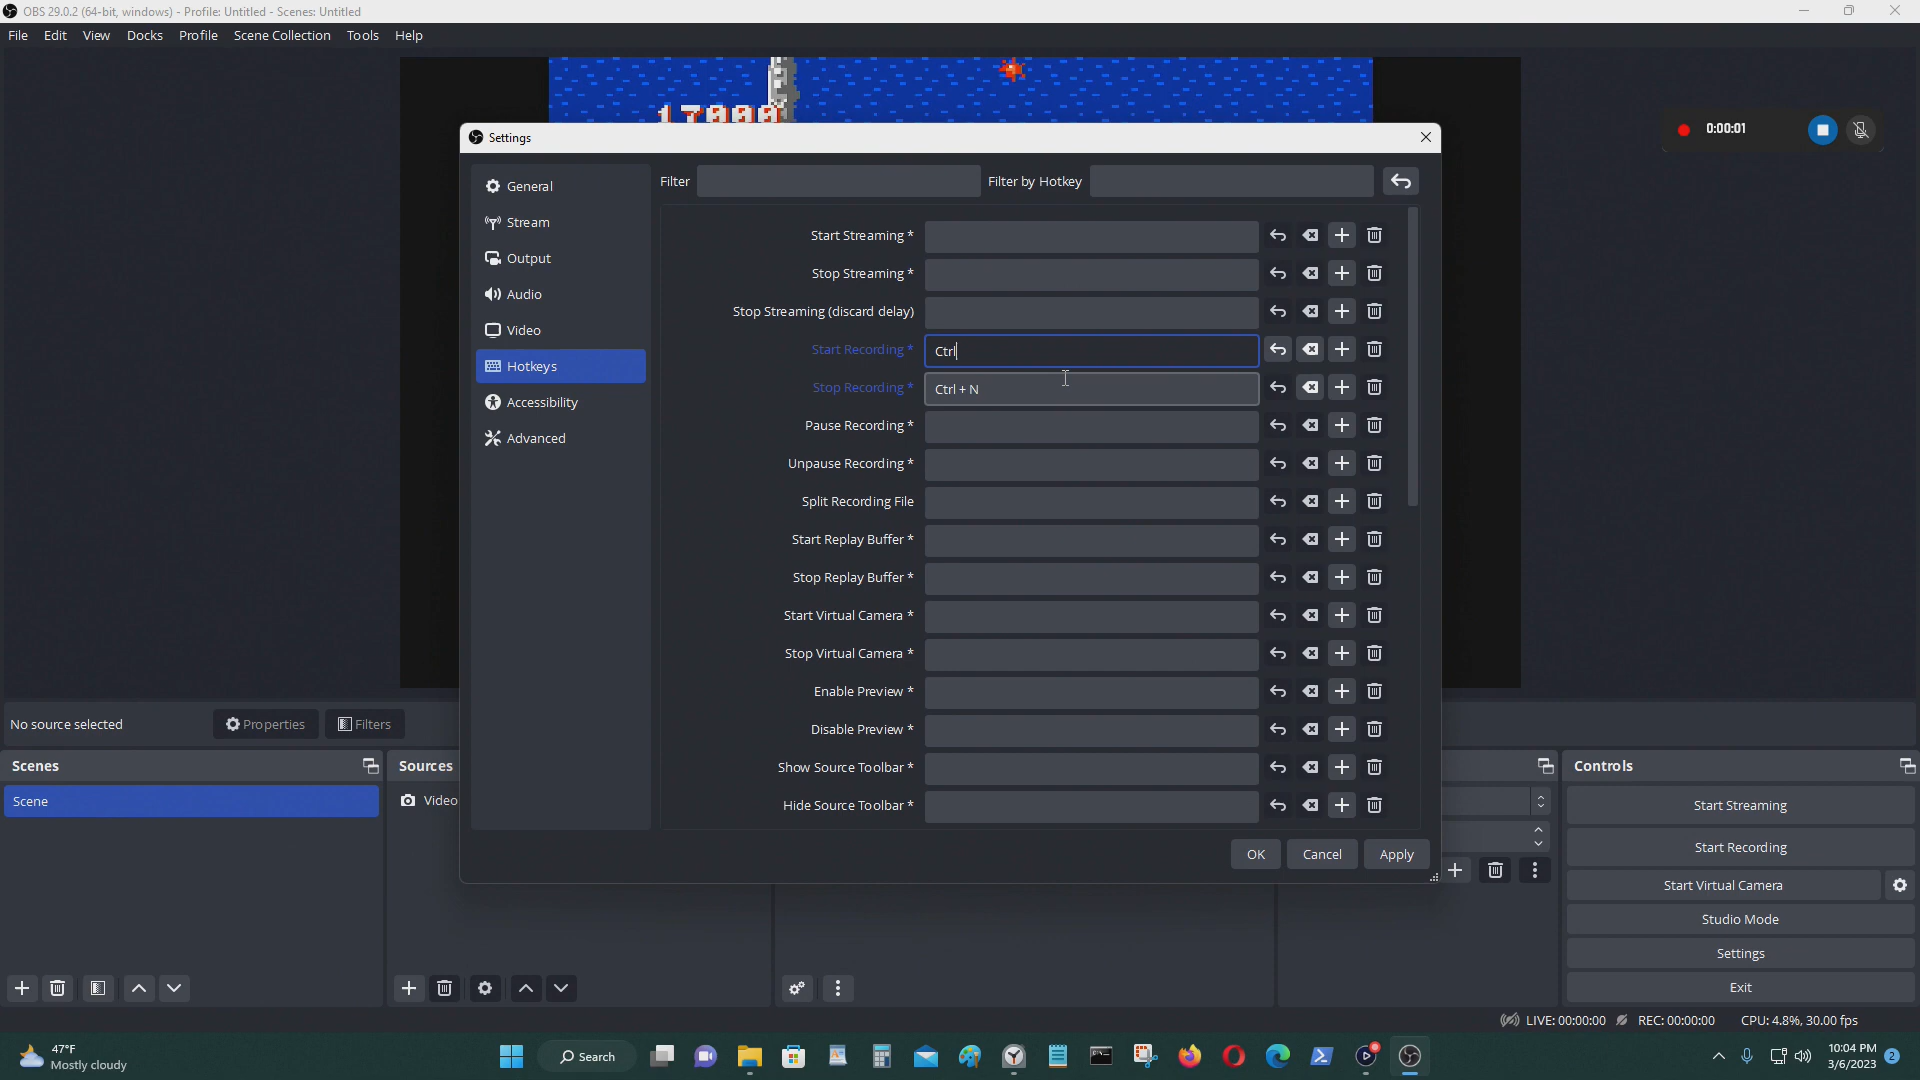 OBS 29.0.2 (64-bit, windows) - Profile: Untitled - Scenes: Untitled
File Edit View Docks Profile Scene Collection Tools Help
17000
0:00:01
Settings
General
Stream
Output
Audio
Video
Hotkeys
Accessibility
Advanced
Filter Filter by Hotkey
Start Streaming *
Stop Streaming *
Stop Streaming (discard delay)
Start Recording * Ctrl
Stop Recording * Ctrl + N
Pause Recording *
Unpause Recording *
Split Recording File
Start Replay Buffer *
Stop Replay Buffer *
Start Virtual Camera *
Stop Virtual Camera *
Enable Preview *
Disable Preview *
Show Source Toolbar *
Hide Source Toolbar *
OK Cancel Apply
No source selected Properties Filters
Scenes
Scene
Sources
Video
Controls
Start Streaming
Start Recording
Start Virtual Camera
Studio Mode
Settings
Exit
LIVE: 00:00:00 REC: 00:00:00 CPU: 4.8%, 30.00 fps
47°F
Mostly cloudy
Search
10:04 PM
3/6/2023
2